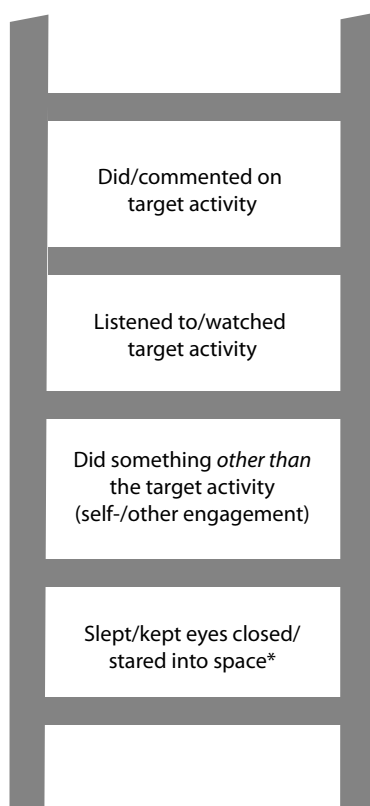 Did/commented on
target activity
Listened to/watched
target activity
Did something other than
the target activity
(self-/other engagement)
Slept/kept eyes closed/
stared into space*